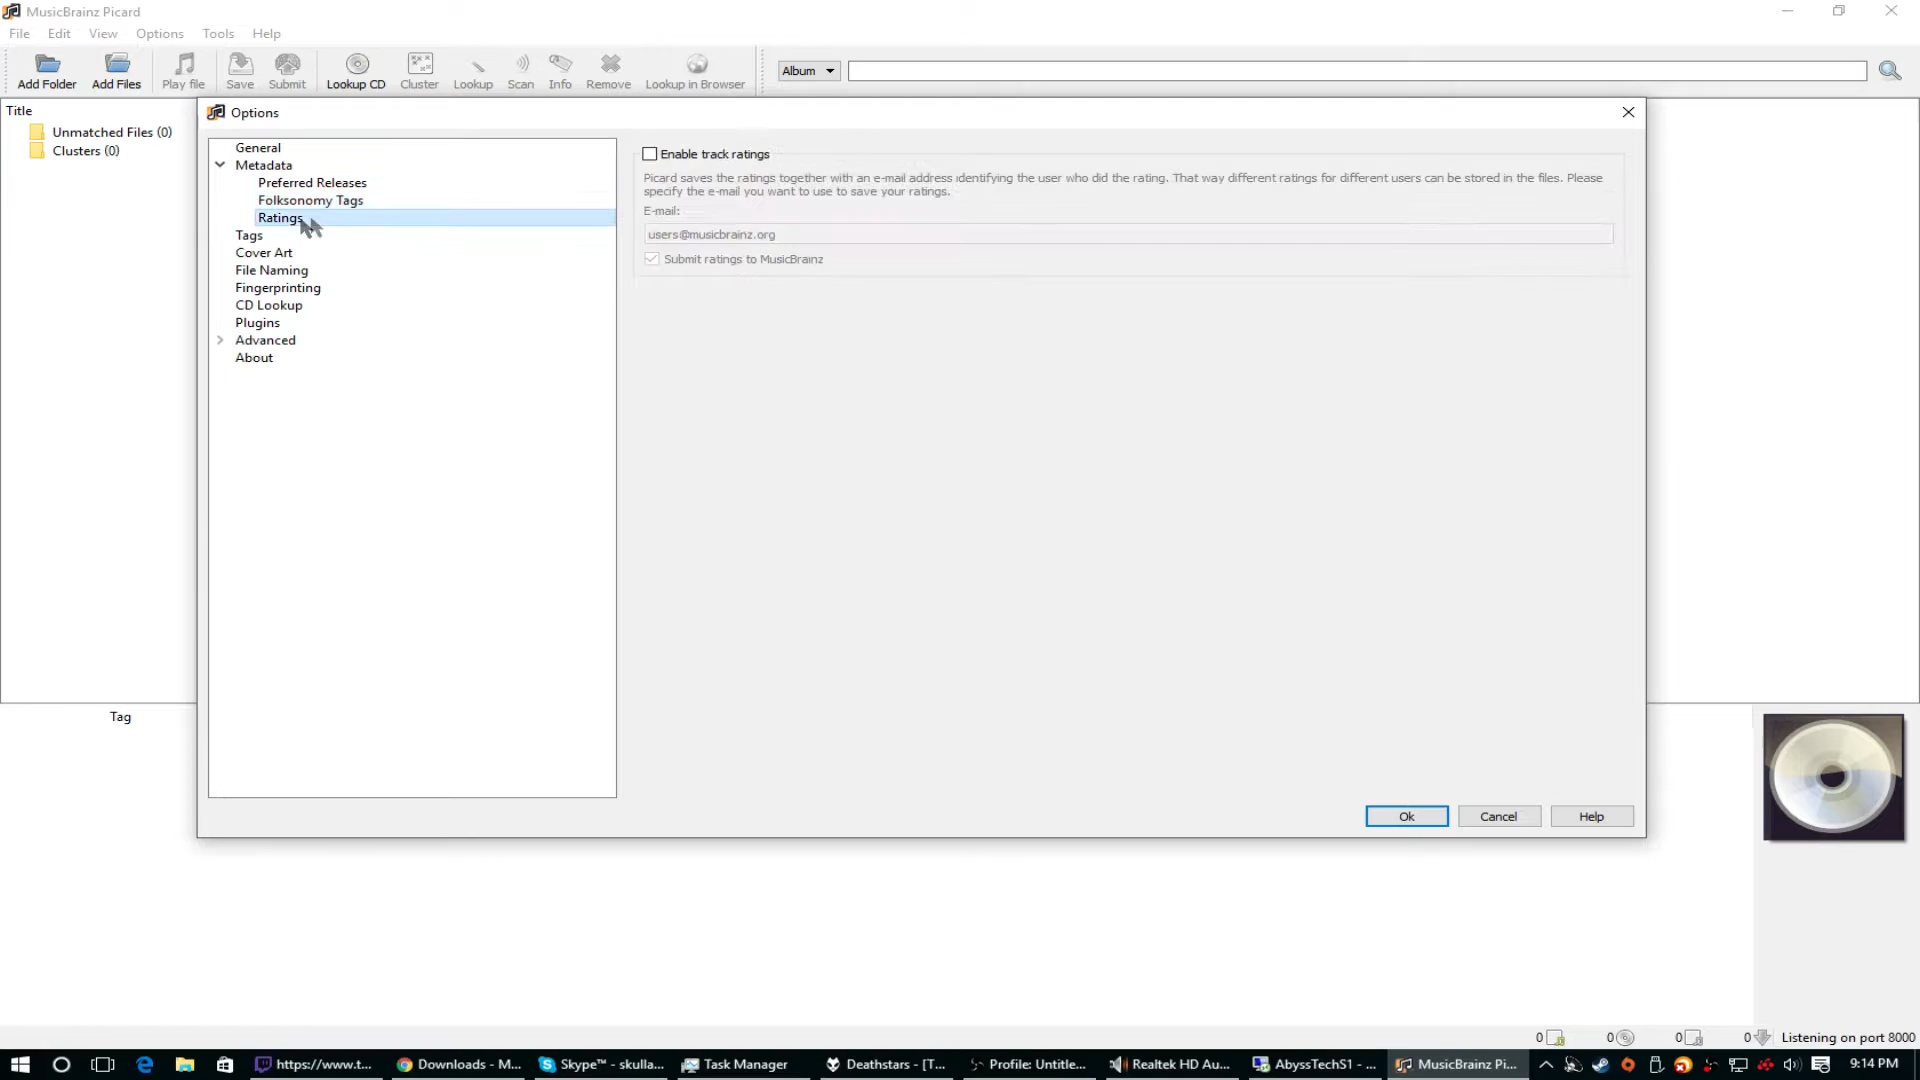 MusicBrainz Picard
File Edit View Options Tools Help
Add Folder Add Files Play file Save Submit Lookup CD Cluster Lookup Scan Info Remove Lookup in Browser Album
Options
Title
Unmatched Files (0)
Clusters (0)
General
Metadata
Preferred Releases
Folksonomy Tags
Ratings
Tags
Cover Art
File Naming
Fingerprinting
CD Lookup
Plugins
Advanced
About
Enable track ratings
Picard saves the ratings together with an e-mail address identifying the user who did the rating. That way different ratings for different users can be stored in the files. Please
specify the e-mail you want to use to save your ratings.
E-mail:
users@musicbrainz.org
Submit ratings to MusicBrainz
Ok Cancel Help
Tag
0 0 0 0 Listening on port 8000
https://www.t... Downloads - M... Skype™ - skulla... Task Manager Deathstars - [T... Profile: Untitle... Realtek HD Au... AbyssTechS1 - ... MusicBrainz Pi... 9:14 PM